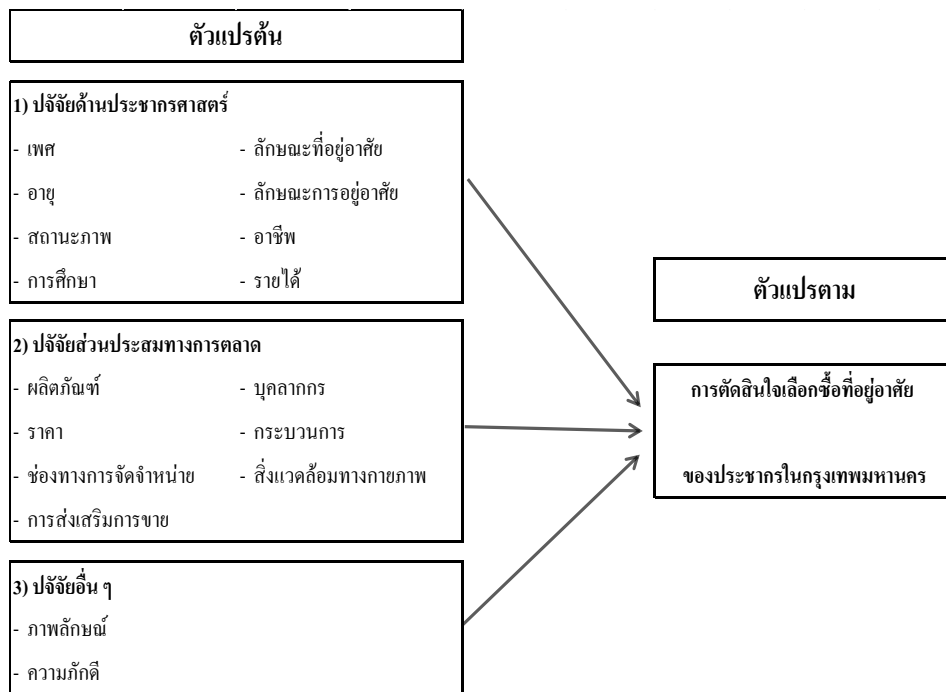 ตัวแปรต้น
1) ปัจจัยด้านประชากรศาสตร์
- เพศ - ลักษณะที่อยู่อาศัย
- อายุ - ลักษณะการอยู่อาศัย
- สถานะภาพ - อาชีพ
- การศึกษา - รายได้
2) ปัจจัยส่วนประสมทางการตลาด
- ผลิตภัณฑ์ - บุคลากกร
- ราคา - กระบวนการ
- ช่องทางการจัดจำหน่าย - สิ่งแวดล้อมทางกายภาพ
- การส่งเสริมการขาย
3) ปัจจัยอื่น ๆ
- ภาพลักษณ์
- ความภักดี
ตัวแปรตาม
การตัดสินใจเลือกซื้อที่อยู่อาศัย
ของประชากรในกรุงเทพมหานคร